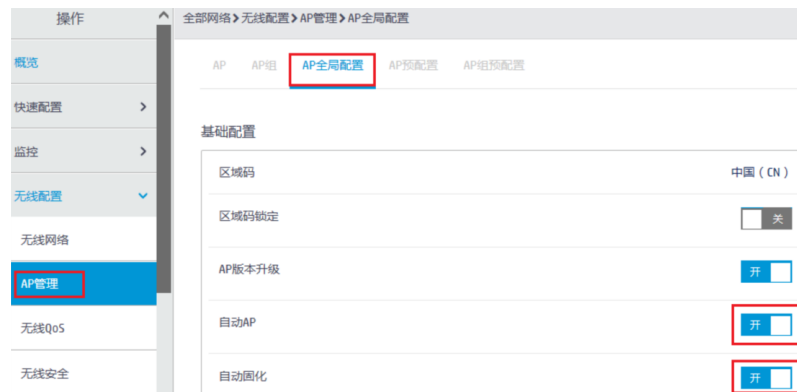 操作
全部网络>无线配置>AP管理>AP全局配置
概览
AP AP组 AP全局配置 AP预配置 AP组预配置
快速配置
基础配置
监控
区域码 中国（CN）
无线配置
区域码锁定 关
无线网络
AP版本升级 开
AP管理
自动AP 开
无线QoS
无线安全
自动固化 开